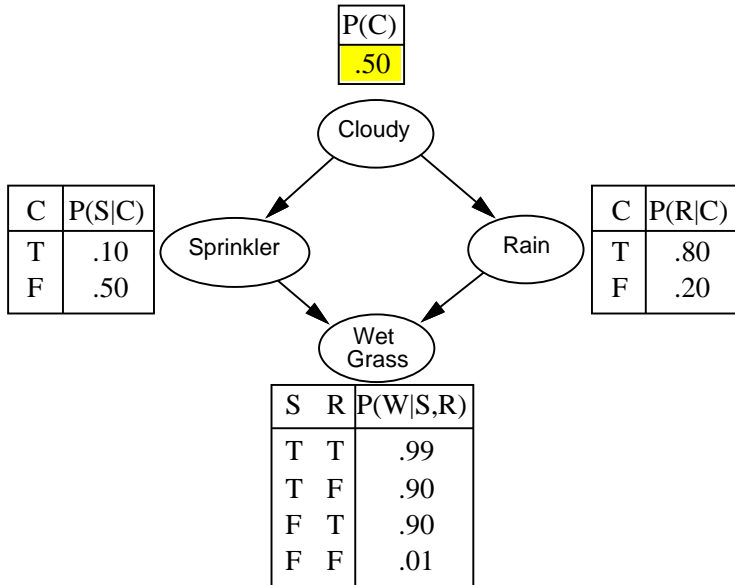 P(C)
.50
Cloudy
C P(S|C)
T .10
F .50
Sprinkler
Rain
C P(R|C)
T .80
F .20
Wet
Grass
S R P(W|S,R)
T T .99
T F .90
F T .90
F F .01